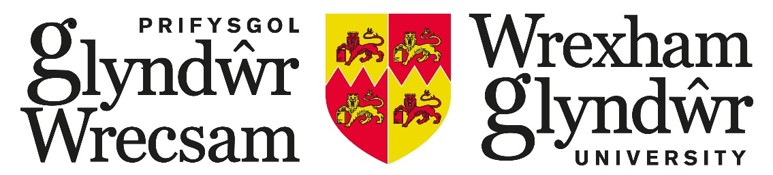 PRIFYSGOL
glyndŵr
Wrecsam
Wrexham
glyndŵr
UNIVERSITY